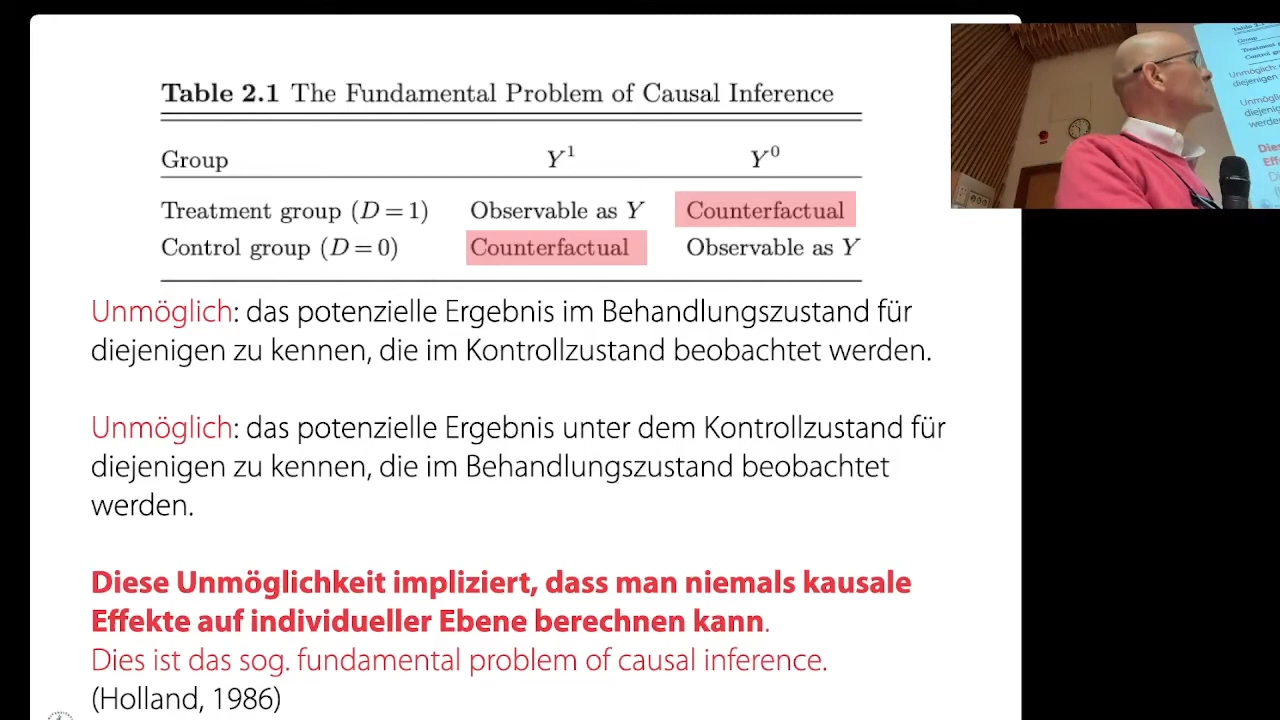 Table 2.1 The Fundamental Problem of Causal Inference
Group Y¹ Y⁰
Treatment group (D = 1) Observable as Y Counterfactual
Control group (D = 0) Counterfactual Observable as Y
Unmöglich: das potenzielle Ergebnis im Behandlungszustand für
diejenigen zu kennen, die im Kontrollzustand beobachtet werden.
Unmöglich: das potenzielle Ergebnis unter dem Kontrollzustand für
diejenigen zu kennen, die im Behandlungszustand beobachtet
werden.
Diese Unmöglichkeit impliziert, dass man niemals kausale
Effekte auf individueller Ebene berechnen kann.
Dies ist das sog. fundamental problem of causal inference.
(Holland, 1986)